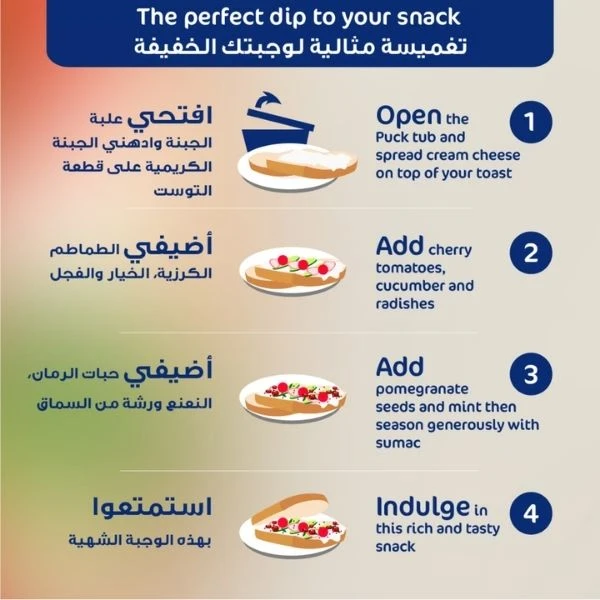 The perfect dip to your snack
تغميسة مثالية لوجبتك الخفيفة
1
Open the
Puck tub and
spread cream cheese
on top of your toast
افتحي علبة
الجبنة وادهني الجبنة
الكريمية على قطعة
التوست
2
Add cherry
tomatoes,
cucumber and
radishes
أضيفي الطماطم
الكرزية، الخيار والفجل
3
Add
pomegranate
seeds and mint then
season generously with
sumac
أضيفي حبات الرمان،
النعنع ورشة من السماق
4
Indulge in
this rich and tasty
snack
استمتعوا
بهذه الوجبة الشهية